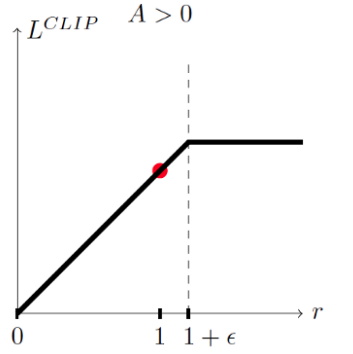 A > 0
L^{CLIP}
r
0
1
1 + ϵ